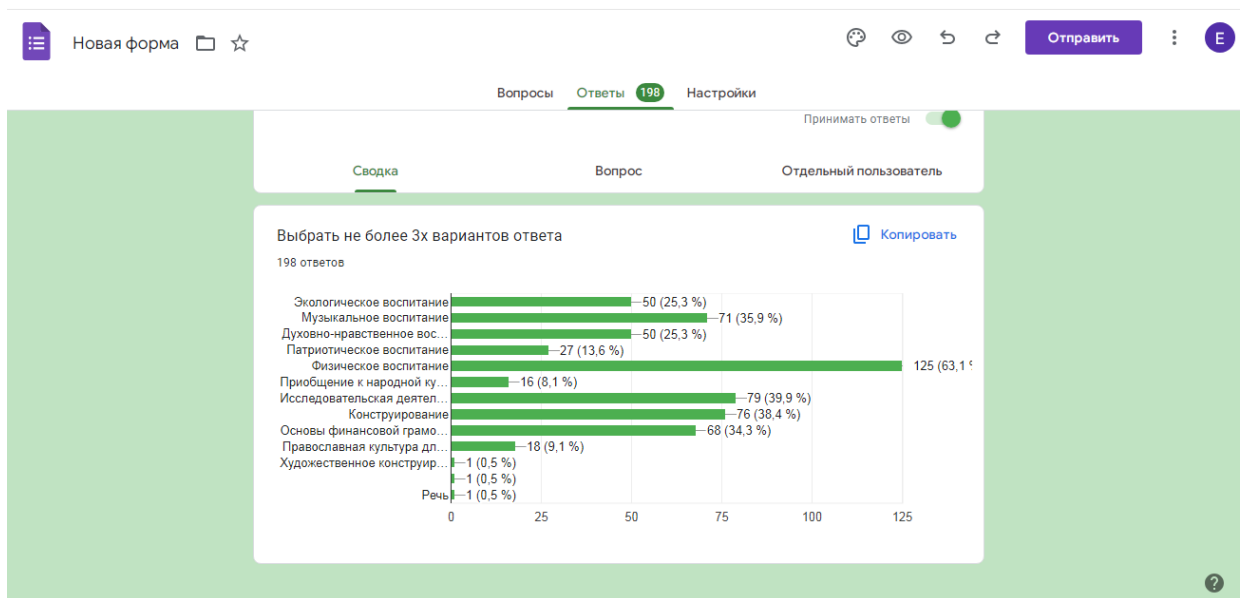 Новая форма
Отправить
E
Вопросы Ответы 198 Настройки
Принимать ответы
Сводка Вопрос Отдельный пользователь
Выбрать не более 3х вариантов ответа
Копировать
198 ответов
Экологическое воспитание 50 (25,3 %)
Музыкальное воспитание 71 (35,9 %)
Духовно-нравственное вос... 50 (25,3 %)
Патриотическое воспитание 27 (13,6 %)
Физическое воспитание 125 (63,1 %
Приобщение к народной ку... 16 (8,1 %)
Исследовательская деятел... 79 (39,9 %)
Конструирование 76 (38,4 %)
Основы финансовой грамо... 68 (34,3 %)
Православная культура дл... 18 (9,1 %)
Художественное конструир... 1 (0,5 %)
1 (0,5 %)
Речь 1 (0,5 %)
0 25 50 75 100 125